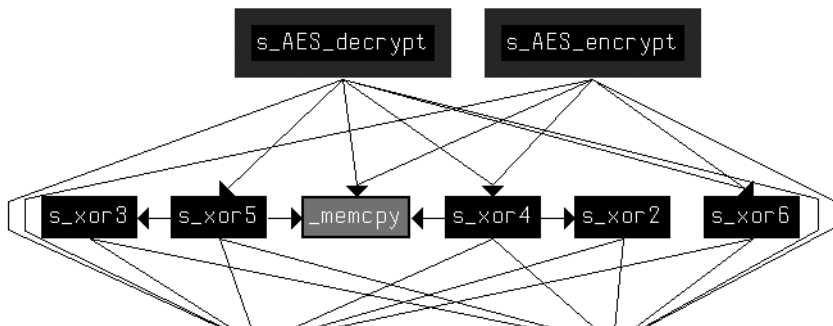 s_AES_decrypt
s_AES_encrypt
s_xor3
s_xor5
_memcpy
s_xor4
s_xor2
s_xor6